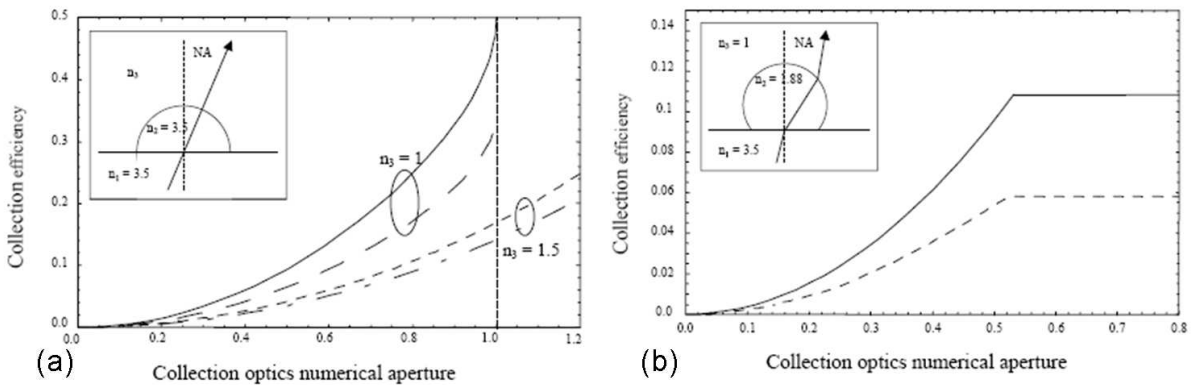 0.5
0.4
0.3
0.2
0.1
0.0
Collection efficiency
NA
n3
n2 = 3.5
n1 = 3.5
n3 = 1
n3 = 1.5
0.0 0.2 0.4 0.6 0.8 1.0 1.2
(a)
Collection optics numerical aperture
0.14
0.12
0.1
0.08
0.06
0.04
0.02
0.0
Collection efficiency
n3 = 1
NA
n2 = 1.88
n1 = 3.5
0.0 0.1 0.2 0.3 0.4 0.5 0.6 0.7 0.8
(b)
Collection optics numerical aperture